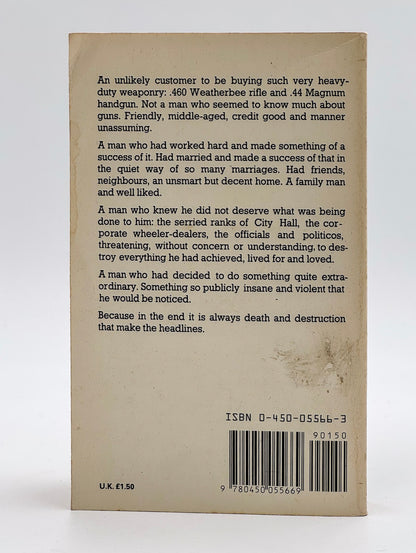 An unlikely customer to be buying such very heavy-
duty weaponry: .460 Weatherbee rifle and .44 Magnum
handgun. Not a man who seemed to know much about
guns. Friendly, middle-aged, credit good and manner
unassuming.
A man who had worked hard and made something of a
success of it. Had married and made a success of that in
the quiet way of so many marriages. Had friends,
neighbours, an unsmart but decent home. A family man
and well liked.
A man who knew he did not deserve what was being
done to him: the serried ranks of City Hall, the cor-
porate wheeler-dealers, the officials and politicos,
threatening, without concern or understanding, to des-
troy everything he had achieved, lived for and loved.
A man who had decided to do something quite extra-
ordinary. Something so publicly insane and violent that
he would be noticed.
Because in the end it is always death and destruction
that make the headlines.
ISBN 0-450-05566-3
90150
9 780450 055669
U.K. £1.50